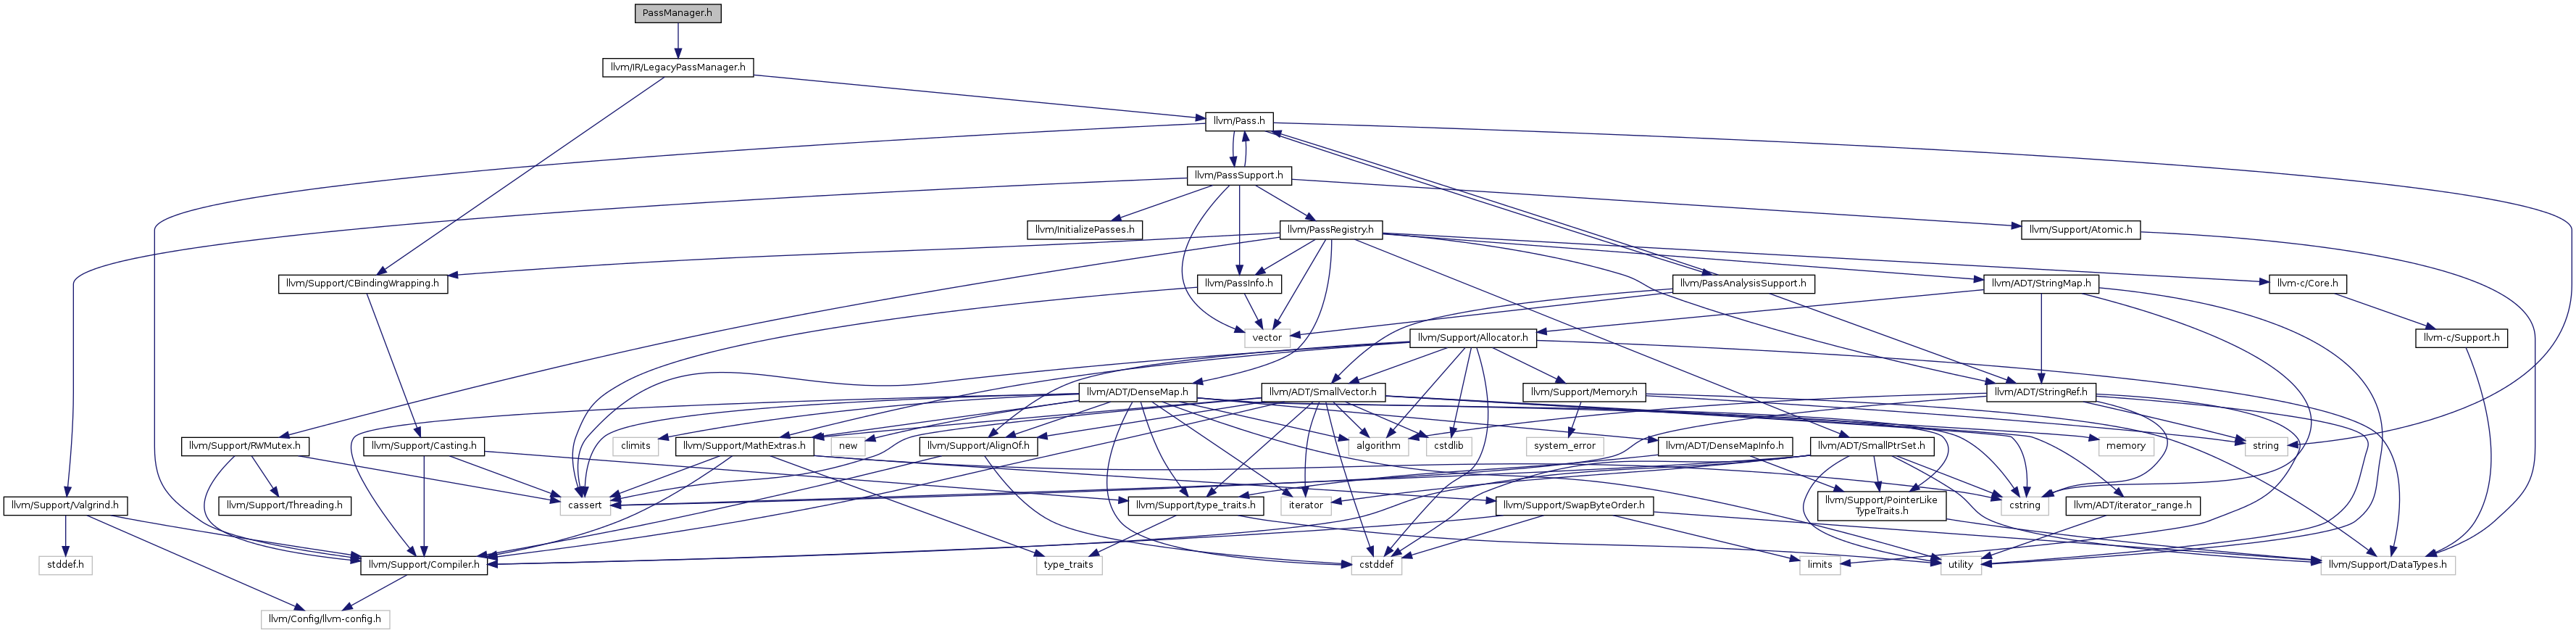 PassManager.h
llvm/IR/LegacyPassManager.h
llvm/Pass.h
llvm/PassSupport.h
llvm/InitializePasses.h
llvm/PassRegistry.h
llvm/Support/Atomic.h
llvm/Support/CBindingWrapping.h
llvm/PassInfo.h
llvm/PassAnalysisSupport.h
llvm/ADT/StringMap.h
llvm-c/Core.h
vector
llvm/Support/Allocator.h
llvm-c/Support.h
llvm/ADT/DenseMap.h
llvm/ADT/SmallVector.h
llvm/Support/Memory.h
llvm/ADT/StringRef.h
llvm/Support/RWMutex.h
llvm/Support/Casting.h
climits
llvm/Support/MathExtras.h
new
llvm/Support/AlignOf.h
algorithm
cstdlib
system_error
llvm/ADT/DenseMapInfo.h
llvm/ADT/SmallPtrSet.h
memory
string
llvm/Support/Valgrind.h
llvm/Support/Threading.h
cassert
llvm/Support/type_traits.h
iterator
llvm/Support/SwapByteOrder.h
llvm/Support/PointerLike
TypeTraits.h
cstring
llvm/ADT/iterator_range.h
stddef.h
llvm/Support/Compiler.h
type_traits
cstddef
limits
utility
llvm/Support/DataTypes.h
llvm/Config/llvm-config.h